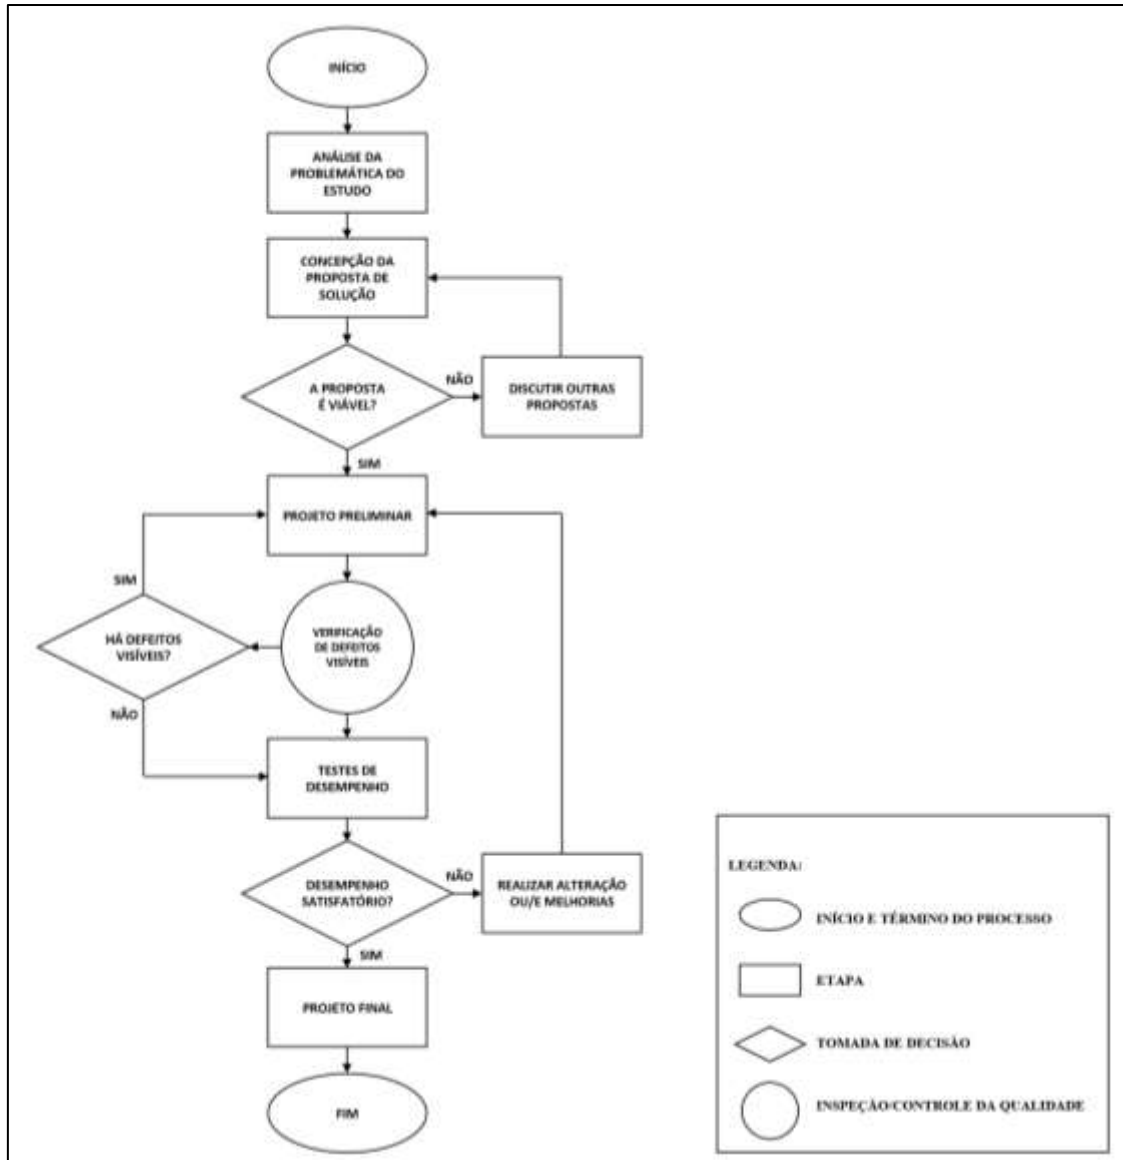 INÍCIO
ANÁLISE DA
PROBLEMÁTICA DO
ESTUDO
CONCEPÇÃO DA
PROPOSTA DE
SOLUÇÃO
A PROPOSTA
É VIÁVEL?
NÃO
DISCUTIR OUTRAS
PROPOSTAS
SIM
PROJETO PRELIMINAR
SIM
HÁ DEFEITOS
VISÍVEIS?
VERIFICAÇÃO
DE DEFEITOS
VISÍVEIS
NÃO
TESTES DE
DESEMPENHO
DESEMPENHO
SATISFATÓRIO?
NÃO
REALIZAR ALTERAÇÃO
OU/E MELHORIAS
SIM
PROJETO FINAL
FIM
LEGENDA:
INÍCIO E TÉRMINO DO PROCESSO
ETAPA
TOMADA DE DECISÃO
INSPEÇÃO/CONTROLE DA QUALIDADE